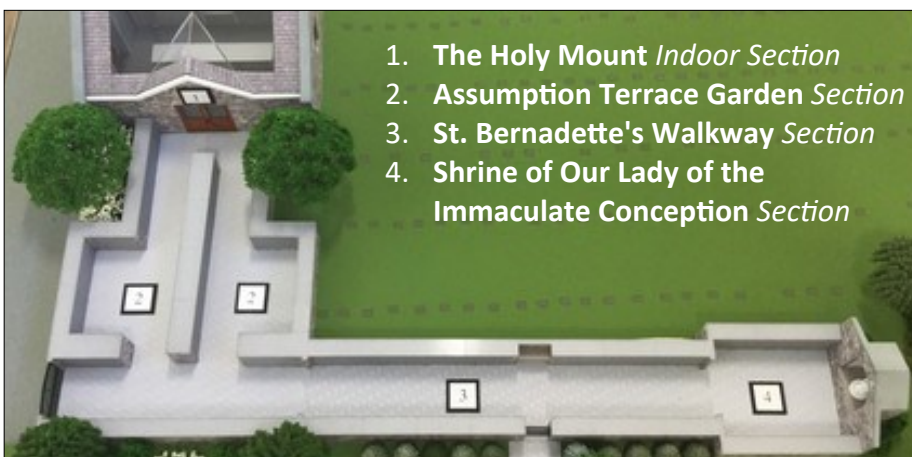 1. The Holy Mount Indoor Section
2. Assumption Terrace Garden Section
3. St. Bernadette's Walkway Section
4. Shrine of Our Lady of the
Immaculate Conception Section
1
2 2
3 4